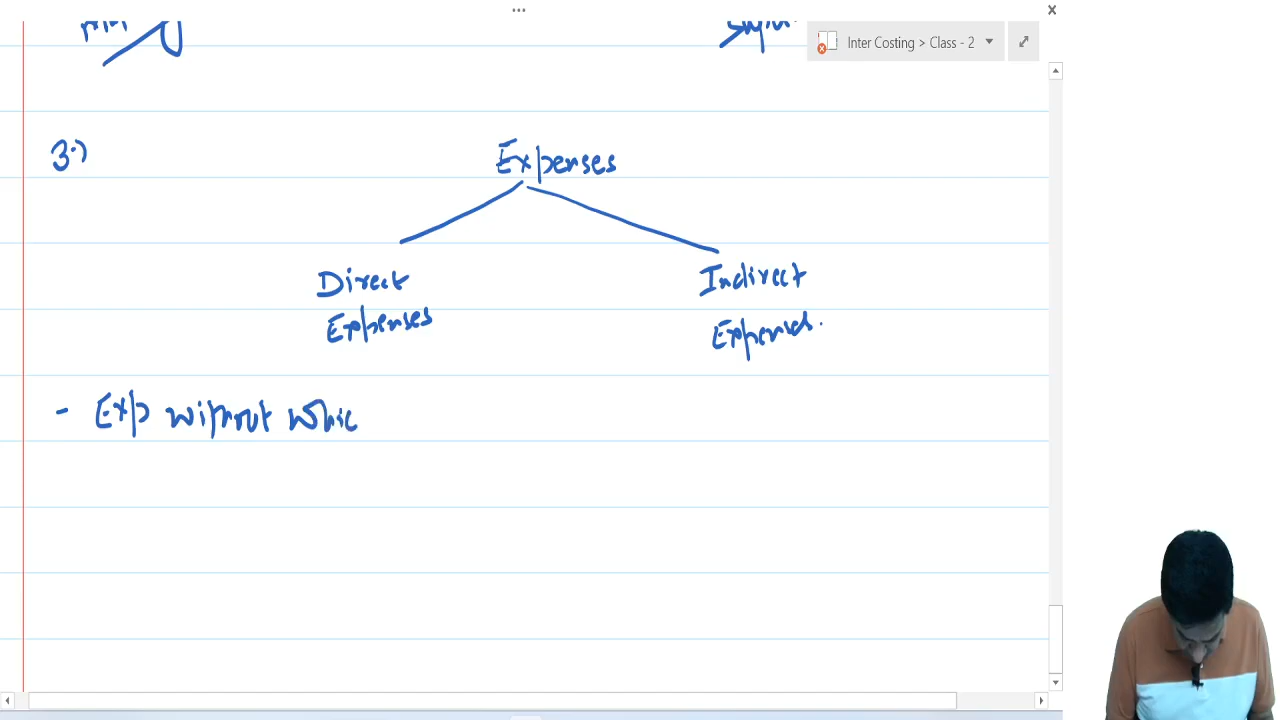 Inter Costing > Class - 2
3.)
Expenses
Direct Indirect
Expenses Expenses.
- Exp without whic